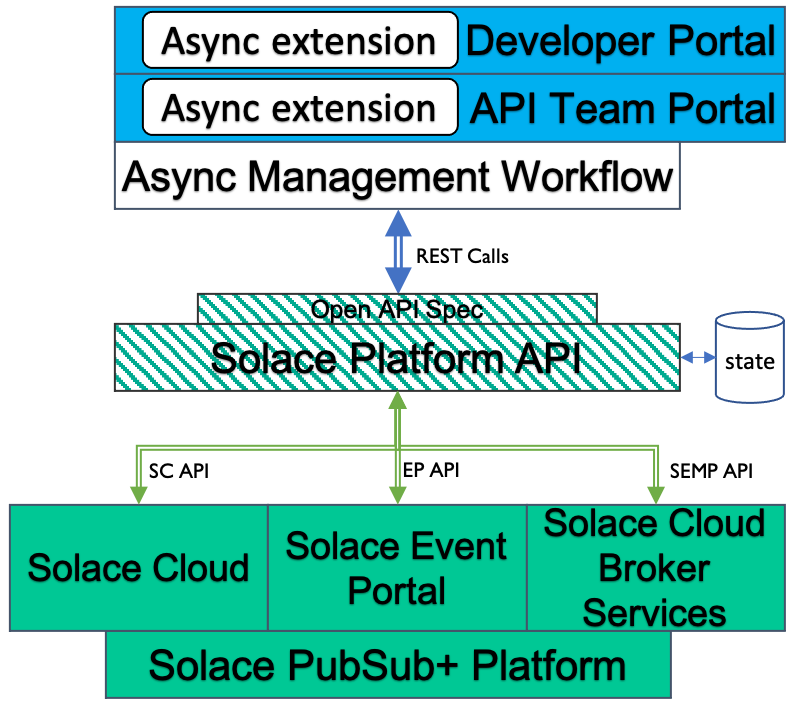 Async extension Developer Portal
Async extension API Team Portal
Async Management Workflow
REST Calls
Open API Spec
Solace Platform API
state
SC API
EP API
SEMP API
Solace Cloud
Solace Event
Portal
Solace Cloud
Broker
Services
Solace PubSub+ Platform